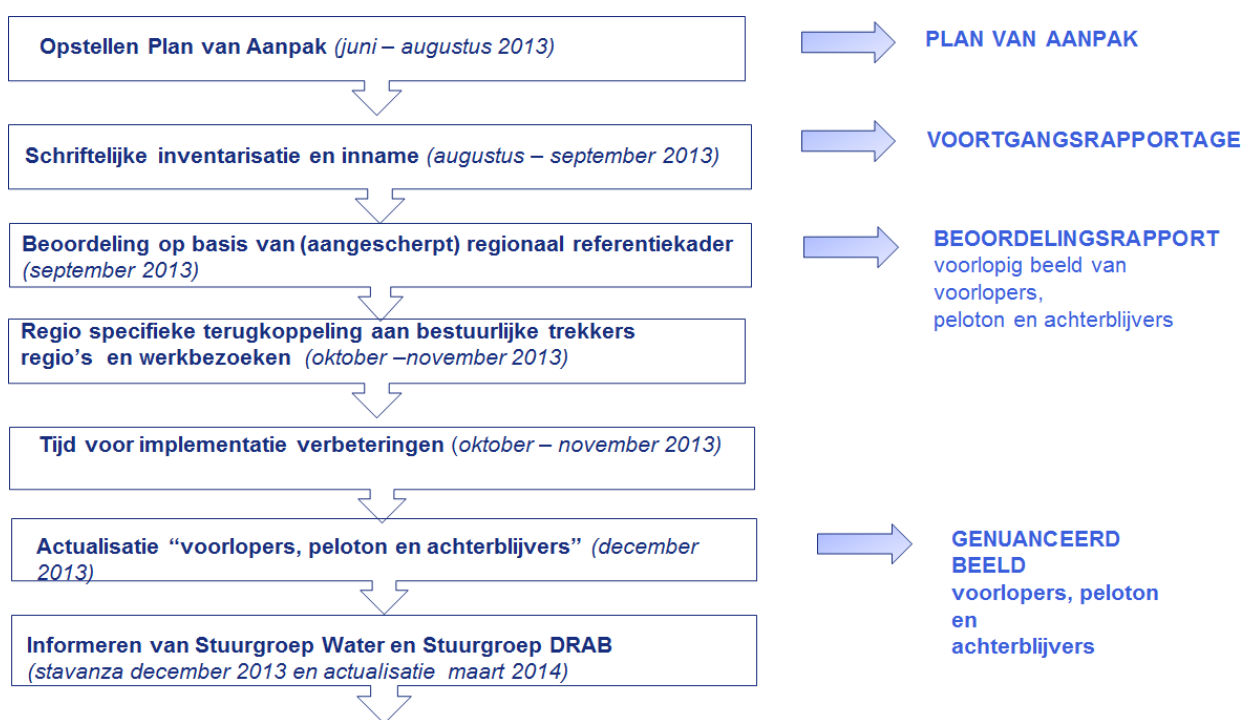 Opstellen Plan van Aanpak (juni – augustus 2013)
PLAN VAN AANPAK
Schriftelijke inventarisatie en inname (augustus – september 2013)
VOORTGANGSRAPPORTAGE
Beoordeling op basis van (aangescherpt) regionaal referentiekader
(september 2013)
BEOORDELINGSRAPPORT
voorlopig beeld van
voorlopers,
peloton en achterblijvers
Regio specifieke terugkoppeling aan bestuurlijke trekkers
regio's en werkbezoeken (oktober –november 2013)
Tijd voor implementatie verbeteringen (oktober – november 2013)
Actualisatie “voorlopers, peloton en achterblijvers” (december
2013)
GENUANCEERD
BEELD
voorlopers, peloton
en
achterblijvers
Informeren van Stuurgroep Water en Stuurgroep DRAB
(stavanza december 2013 en actualisatie maart 2014)